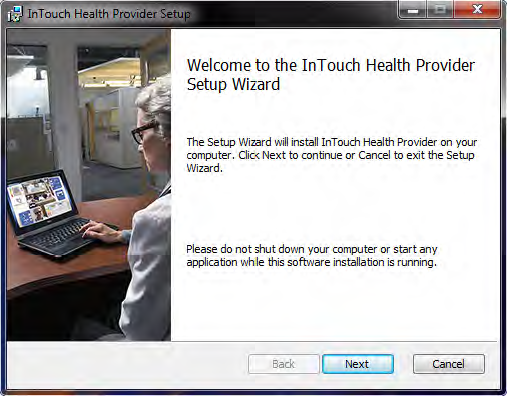 InTouch Health Provider Setup
Welcome to the InTouch Health Provider
Setup Wizard
The Setup Wizard will install InTouch Health Provider on your
computer. Click Next to continue or Cancel to exit the Setup
Wizard.
Please do not shut down your computer or start any
application while this software installation is running.
Back
Next
Cancel